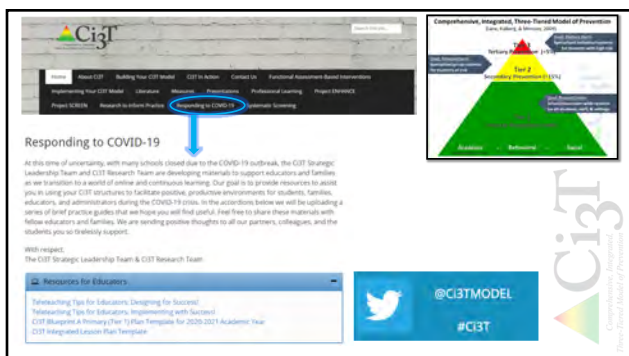 Ci3T
Home About Ci3T Building Your Ci3T Model Ci3T In Action Contact Us Functional Assessment-Based Interventions
Implementing Your Ci3T Model Literature Measures Presentations Professional Learning Project ENHANCE
Project SCREEN Research to Inform Practice Responding to COVID-19 Systematic Screening
Responding to COVID-19
At this time of uncertainty, with many schools closed due to the COVID-19 outbreak, the Ci3T Strategic
Leadership Team and Ci3T Research Team are developing materials to support educators and families
as we transition to a world of online and continuous learning. Our goal is to provide resources to assist
you in using your Ci3T structures to facilitate positive, productive environments for students, families,
educators, and administrators during the COVID-19 crisis. In the accordions below we will be uploading a
series of brief practice guides that we hope you will find useful. Feel free to share these materials with
fellow educators and families. We are sending positive thoughts to all our partners, colleagues, and the
students you so tirelessly support.
With respect,
The Ci3T Strategic Leadership Team & Ci3T Research Team
Resources for Educators
Teleteaching Tips for Educators: Designing for Success!
Teleteaching Tips for Educators: Implementing with Success!
Ci3T Blueprint A Primary (Tier 1) Plan Template for 2020-2021 Academic Year
Ci3T Integrated Lesson Plan Template
Comprehensive, Integrated, Three-Tiered Model of Prevention
Tertiary Prevention
Tier 2
Secondary Prevention
Academic Behavioral Social
@Ci3TMODEL
#Ci3T
Ci3T
Comprehensive, Integrated
Three-Tiered Model of Prevention